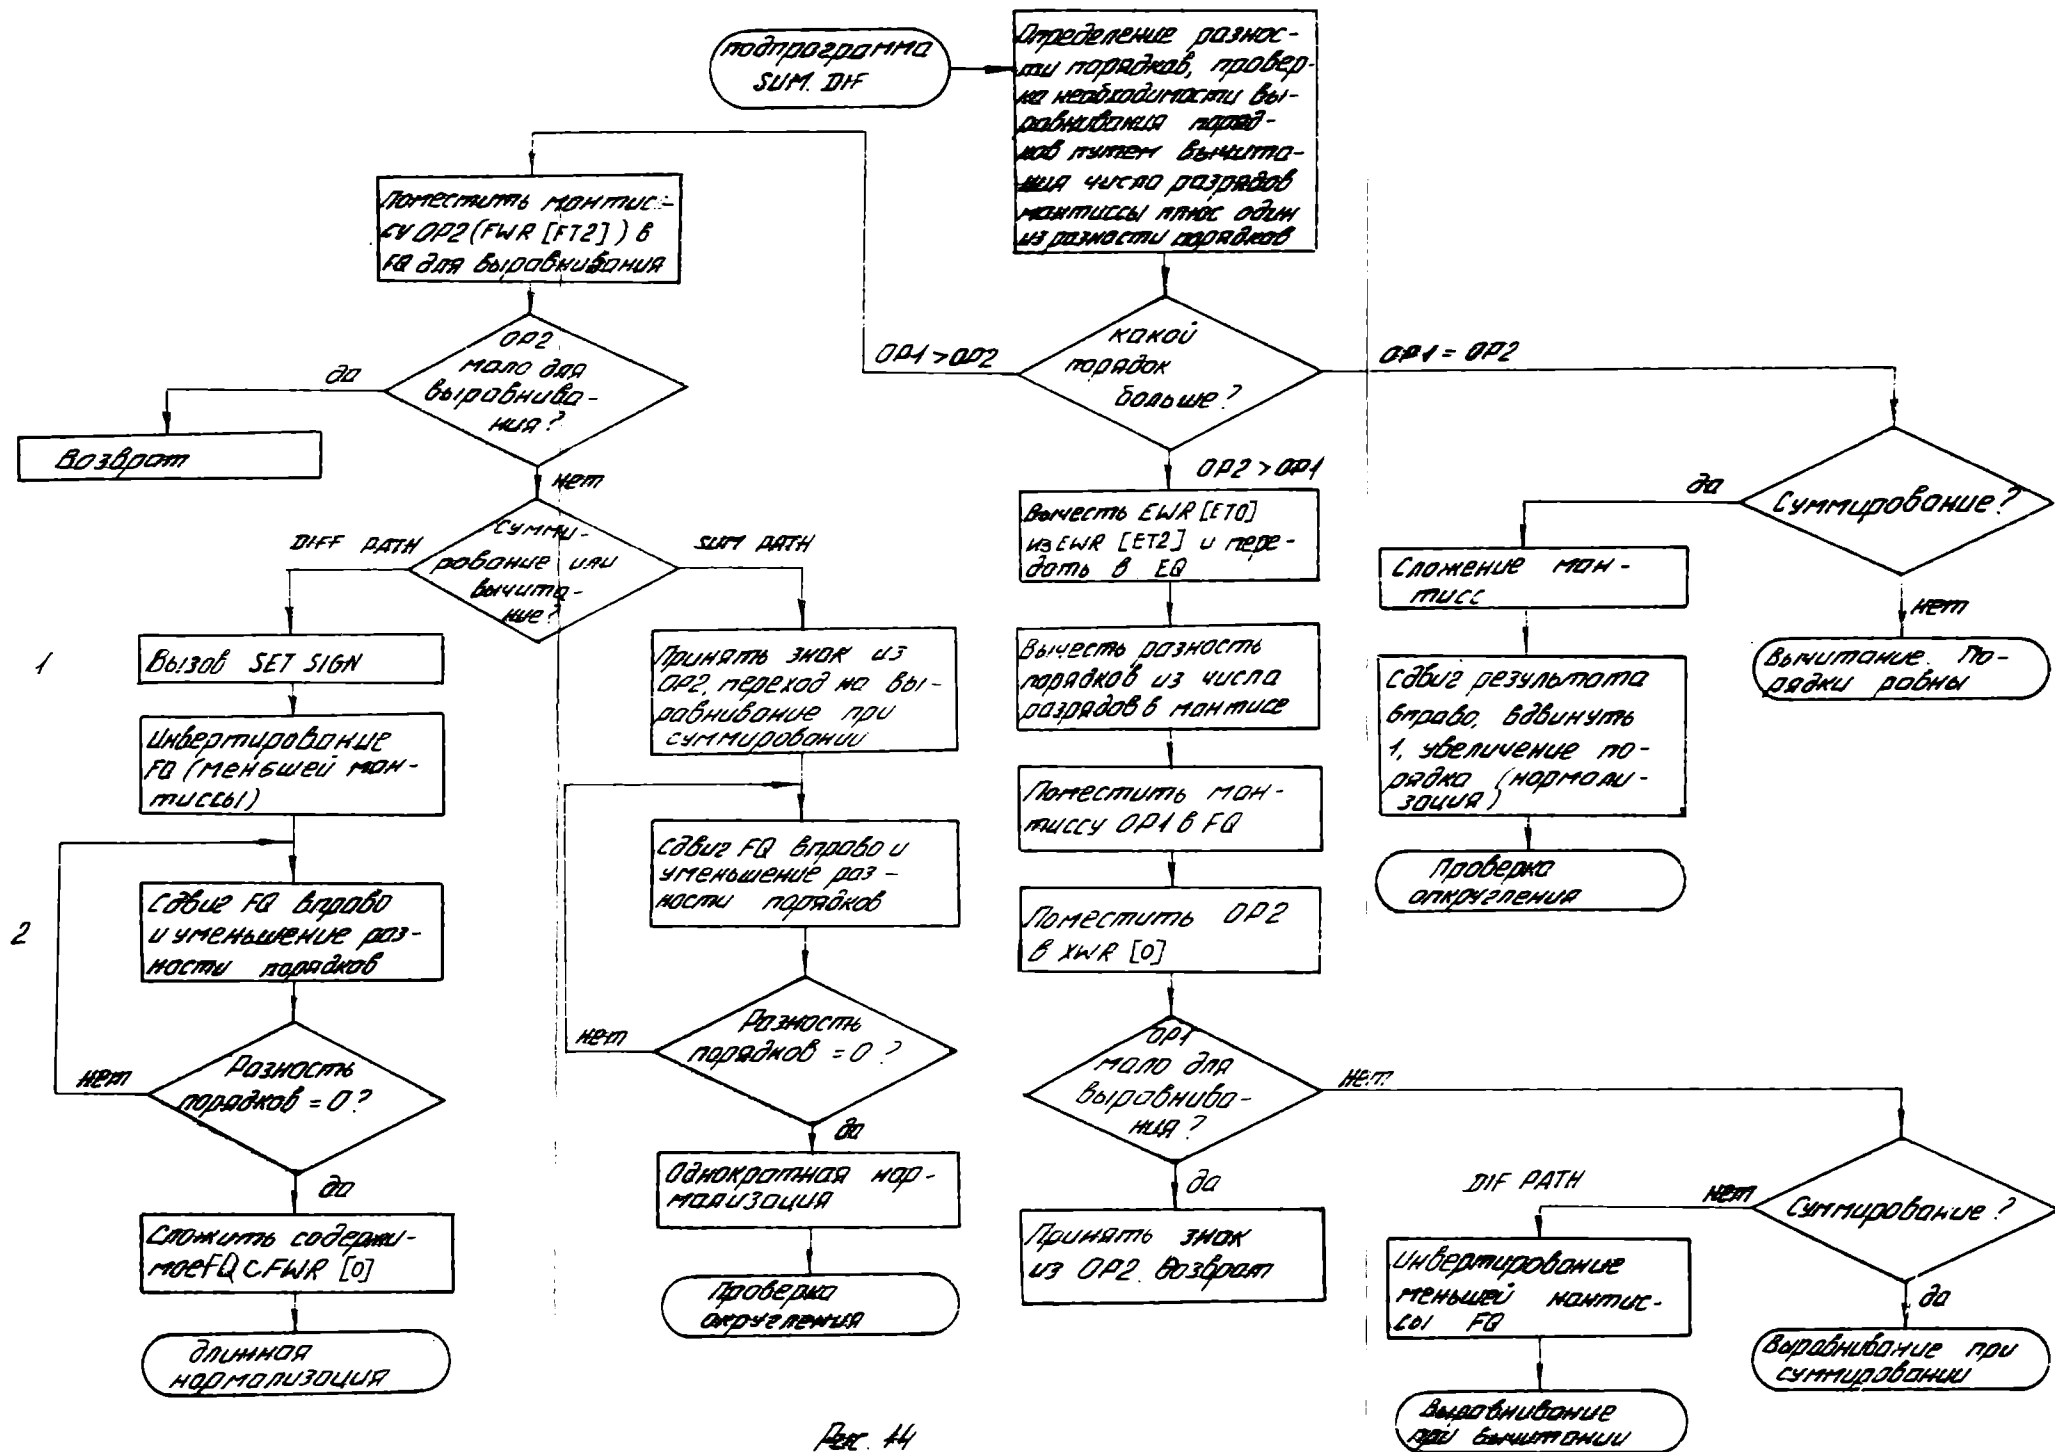 подпрограмма
SUM. DIF
Определение разнос-
ти порядков, провер-
ка необходимости вы-
равнивания поряд-
ков путем вычита-
ния числа разрядов
мантиссы плюс один
из разности порядков
Поместить мантис-
су OP2 (FWR [FT2]) в
FQ для выравнивания
OP2
мало для
выравнива-
ния?
да
Возврат
нет
какой
порядок
больше?
OP1 > OP2
OP1 = OP2
OP2 > OP1
Сумми-
рование или
вычита-
ние?
DIFF PATH
SUM PATH
1
Вызов SET SIGN
Инвертирование
FQ (меньшей ман-
тиссы)
2
Сдвиг FQ вправо
и уменьшение раз-
ности порядков
Разность
порядков = 0?
нет
да
Сложить содержи-
мое FQ с FWR [0]
длинная
нормализация
Принять знак из
OP2, переход на вы-
равнивание при
суммировании
Сдвиг FQ вправо и
уменьшение раз-
ности порядков
Разность
порядков = 0?
нет
да
Однократная нор-
мализация
Проверка
округления
Вычесть EWR [ET0]
из EWR [ET2] и пере-
дать в EQ
Вычесть разность
порядков из числа
разрядов в мантисе
Поместить ман-
тиссу OP1 в FQ
Поместить OP2
в XWR [0]
OP1
мало для
выравнива-
ния?
нет
да
Принять знак
из OP2. Возврат
Суммирование?
да
нет
Сложение ман-
тисс
Сдвиг результата
вправо, вдвинуть
1, увеличение по-
рядка (нормали-
зация)
Проверка
откругления
Вычитание. По-
рядки равны
Суммирование?
DIF PATH
нет
да
Инвертирование
меньшей мантис-
сы FQ
Выравнивание
при вычитании
Выравнивание при
суммировании
Рис. 14